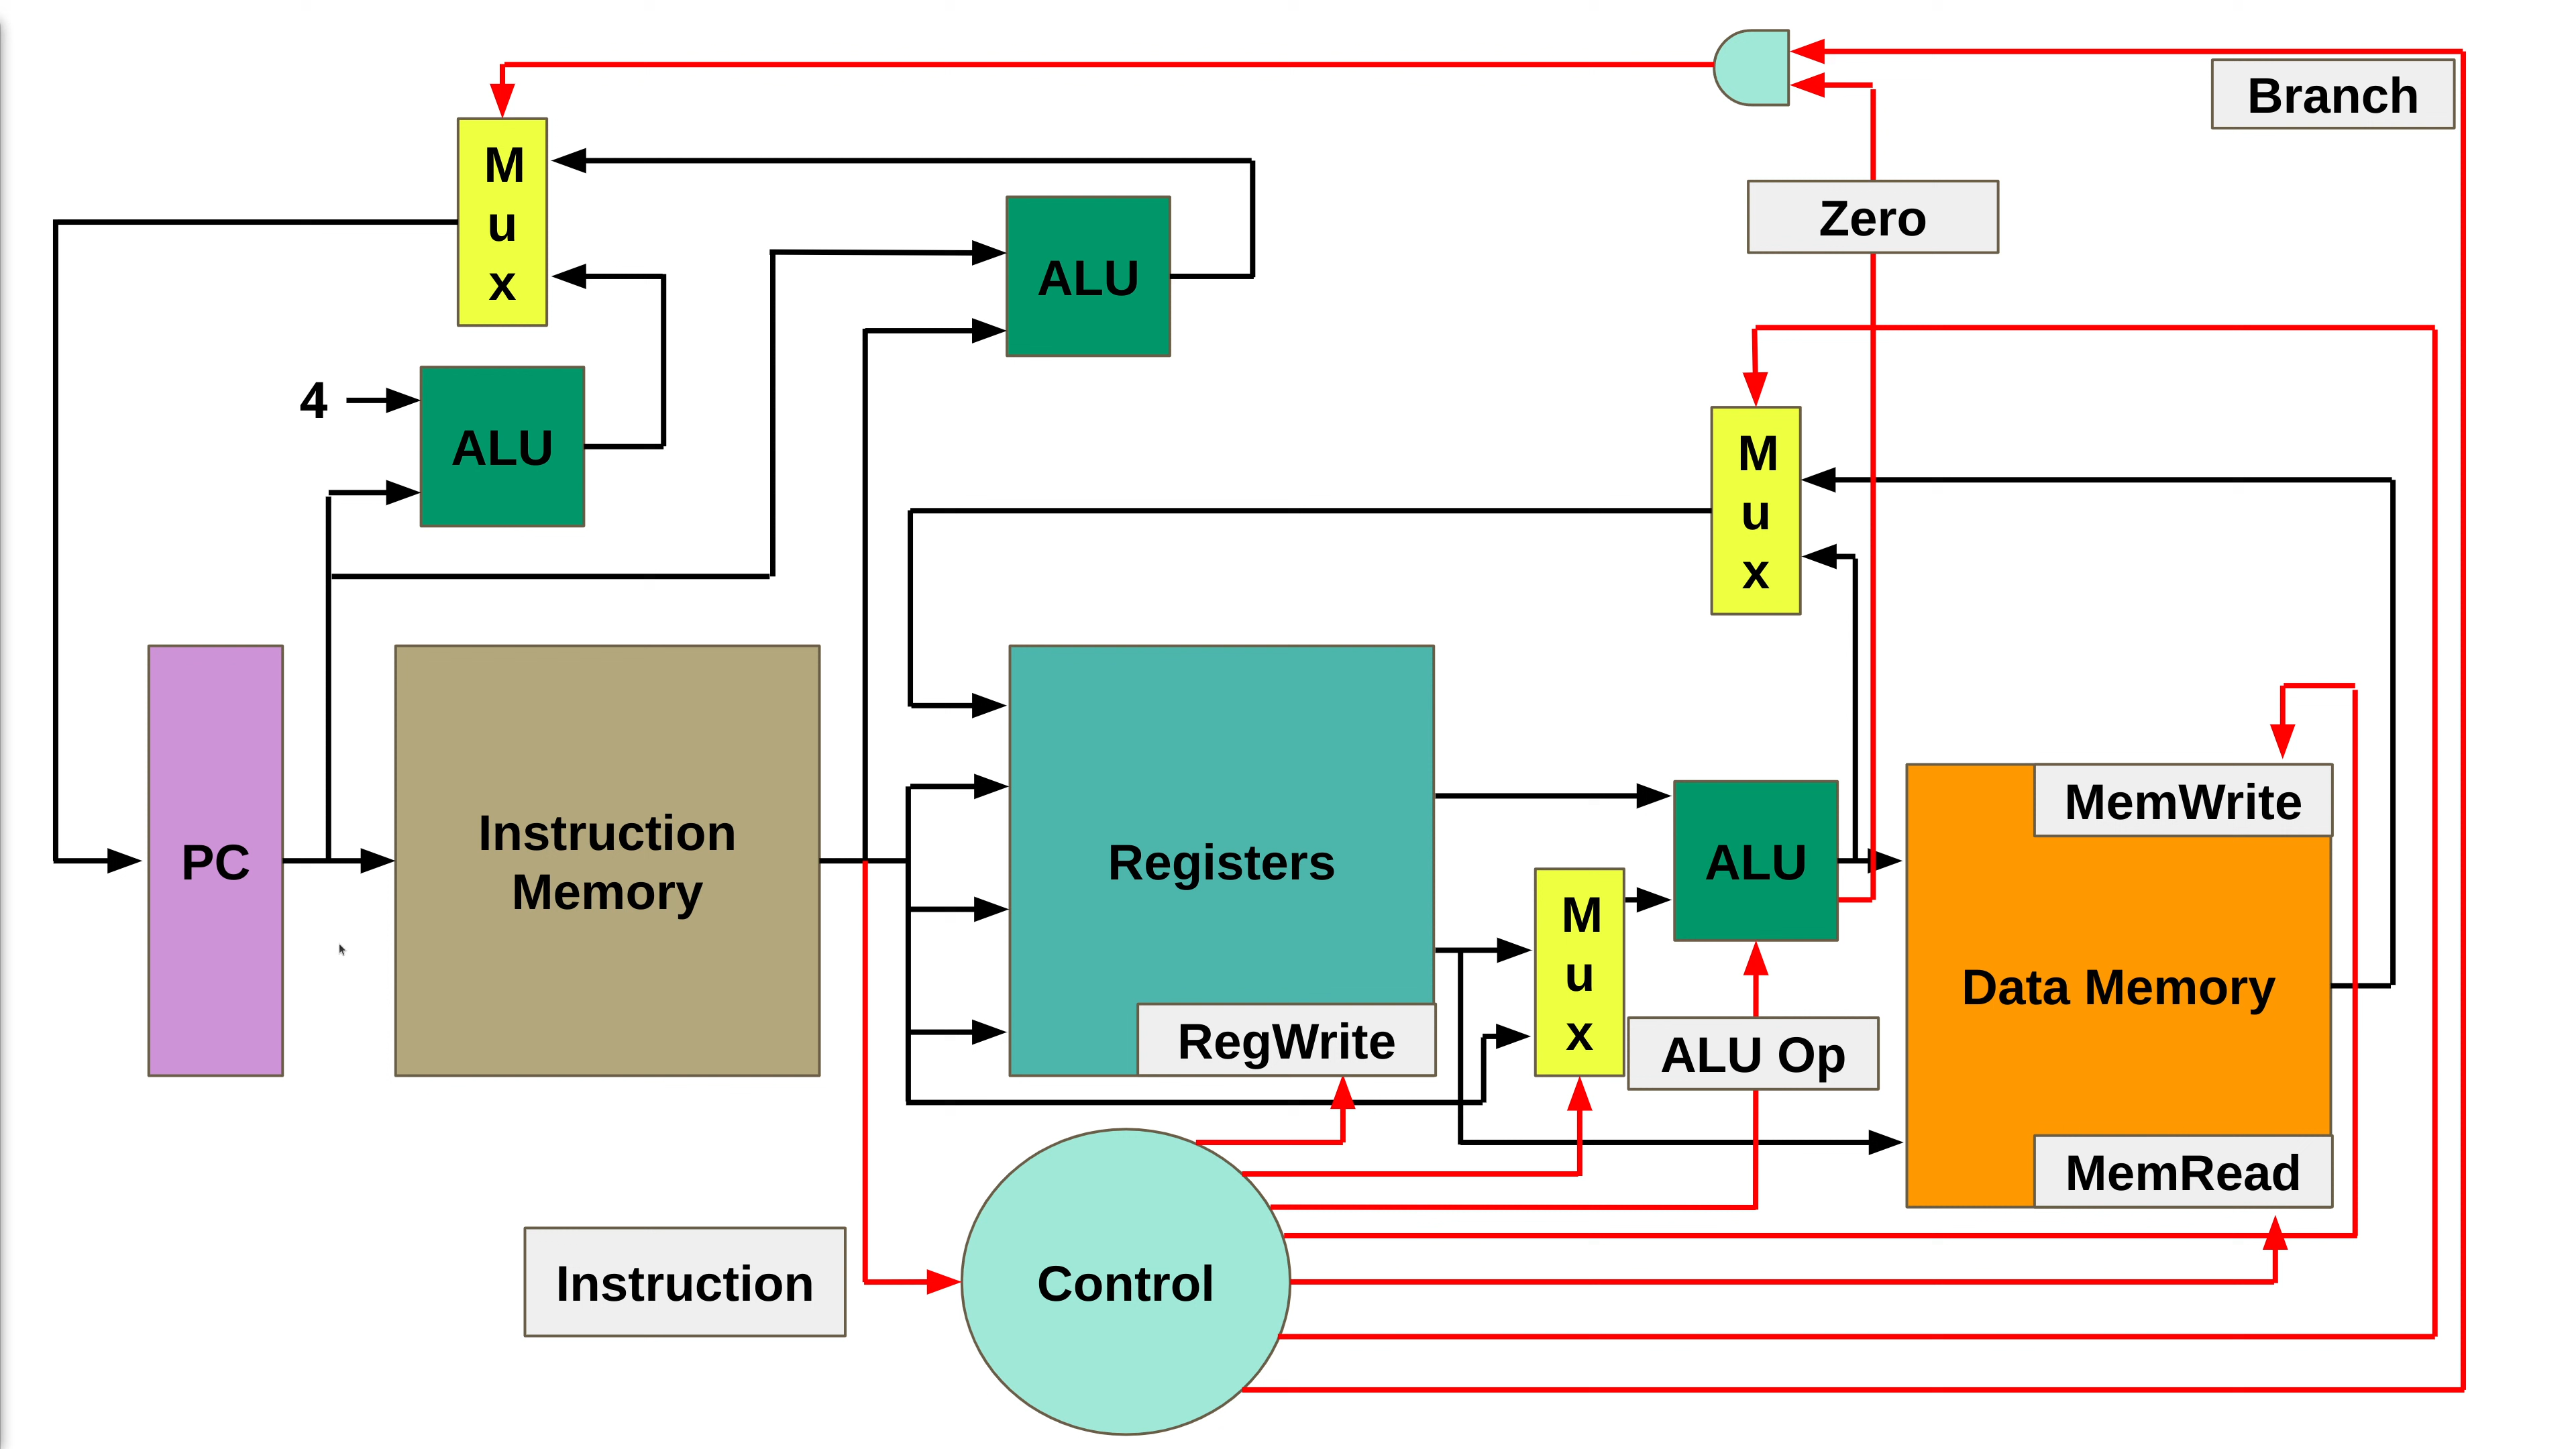 Branch
M
u
x
Zero
ALU
4
ALU
M
u
x
PC
Instruction
Memory
Registers
ALU
MemWrite
M
u
x
Data Memory
RegWrite
ALU Op
MemRead
Instruction
Control